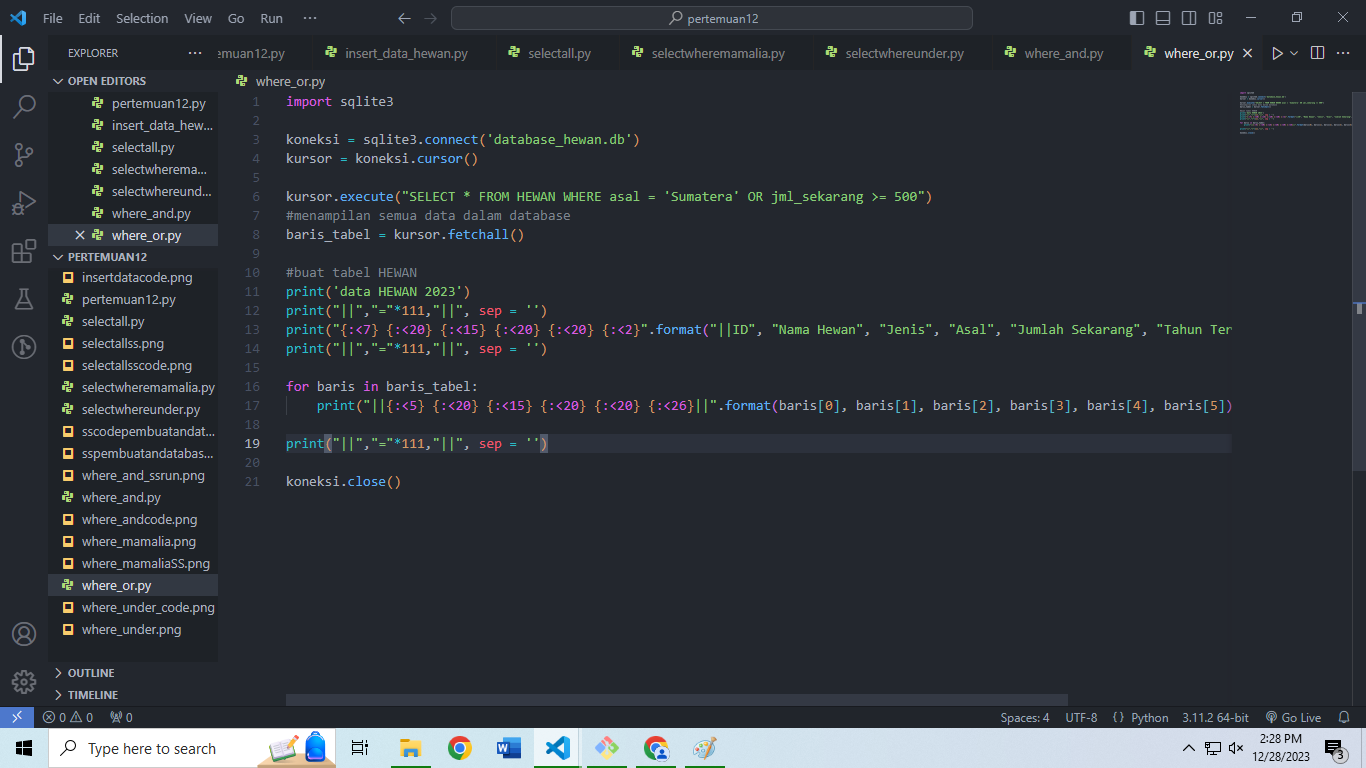 File Edit Selection View Go Run ··· pertemuan12
EXPLORER ··· emuan12.py insert_data_hewan.py selectall.py selectwheremamalia.py selectwhereunder.py where_and.py where_or.py
OPEN EDITORS
pertemuan12.py
insert_data_hew...
selectall.py
selectwherema...
selectwhereund...
where_and.py
where_or.py
PERTEMUAN12
insertdatacode.png
pertemuan12.py
selectall.py
selectallss.png
selectallsscode.png
selectwheremamalia.py
selectwhereunder.py
sscodepembuatandat...
sspembuatandatabas...
where_and_ssrun.png
where_and.py
where_andcode.png
where_mamalia.png
where_mamaliaSS.png
where_or.py
where_under_code.png
where_under.png
OUTLINE
TIMELINE
where_or.py
1 import sqlite3
2
3 koneksi = sqlite3.connect('database_hewan.db')
4 kursor = koneksi.cursor()
5
6 kursor.execute("SELECT * FROM HEWAN WHERE asal = 'Sumatera' OR jml_sekarang >= 500")
7 #menampilan semua data dalam database
8 baris_tabel = kursor.fetchall()
9
10 #buat tabel HEWAN
11 print('data HEWAN 2023')
12 print("||","="*111,"||", sep = '')
13 print("{:<7} {:<20} {:<15} {:<20} {:<20} {:<2}".format("||ID", "Nama Hewan", "Jenis", "Asal", "Jumlah Sekarang", "Tahun Ter
14 print("||","="*111,"||", sep = '')
15
16 for baris in baris_tabel:
17 print("||{:<5} {:<20} {:<15} {:<20} {:<20} {:<26}||".format(baris[0], baris[1], baris[2], baris[3], baris[4], baris[5])
18
19 print("||","="*111,"||", sep = '')
20
21 koneksi.close()
0 0 0 Spaces: 4 UTF-8 {} Python 3.11.2 64-bit Go Live
Type here to search
2:28 PM
12/28/2023
3